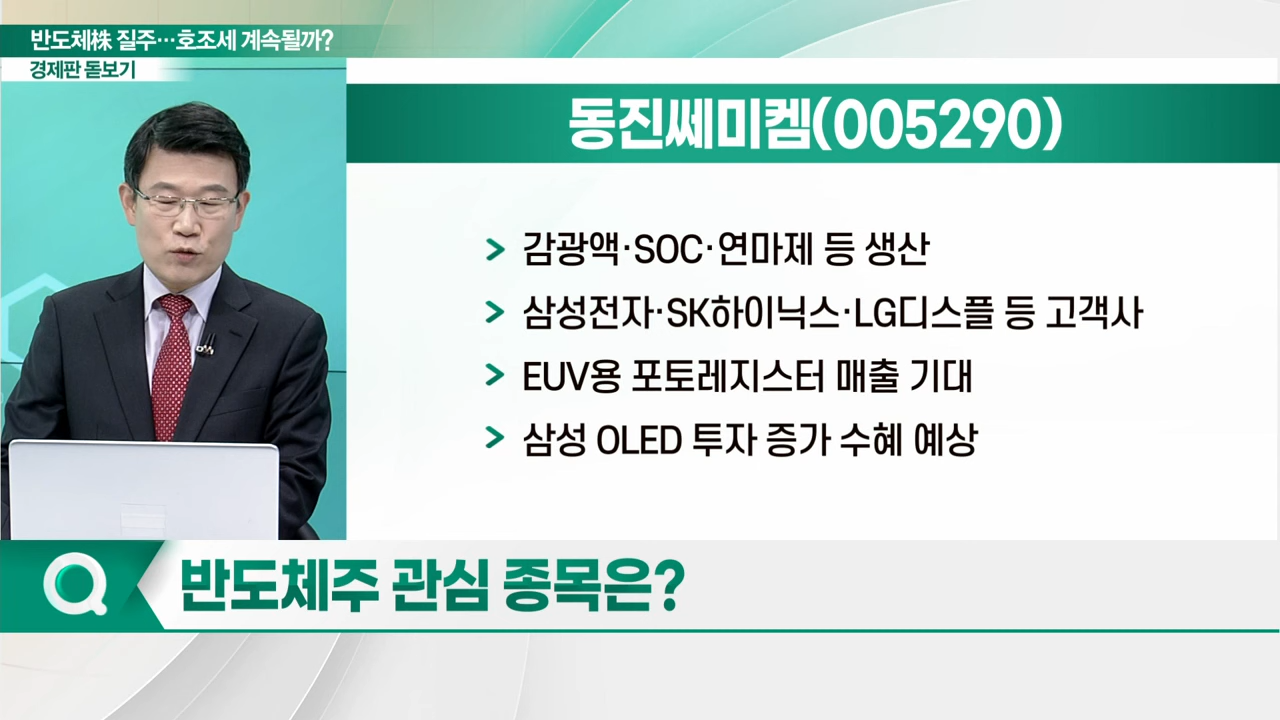 반도체株 질주…호조세 계속될까?
경제판 돋보기
동진쎄미켐(005290)
> 감광액·SOC·연마제 등 생산
> 삼성전자·SK하이닉스·LG디스플 등 고객사
> EUV용 포토레지스터 매출 기대
> 삼성 OLED 투자 증가 수혜 예상
반도체주 관심 종목은?